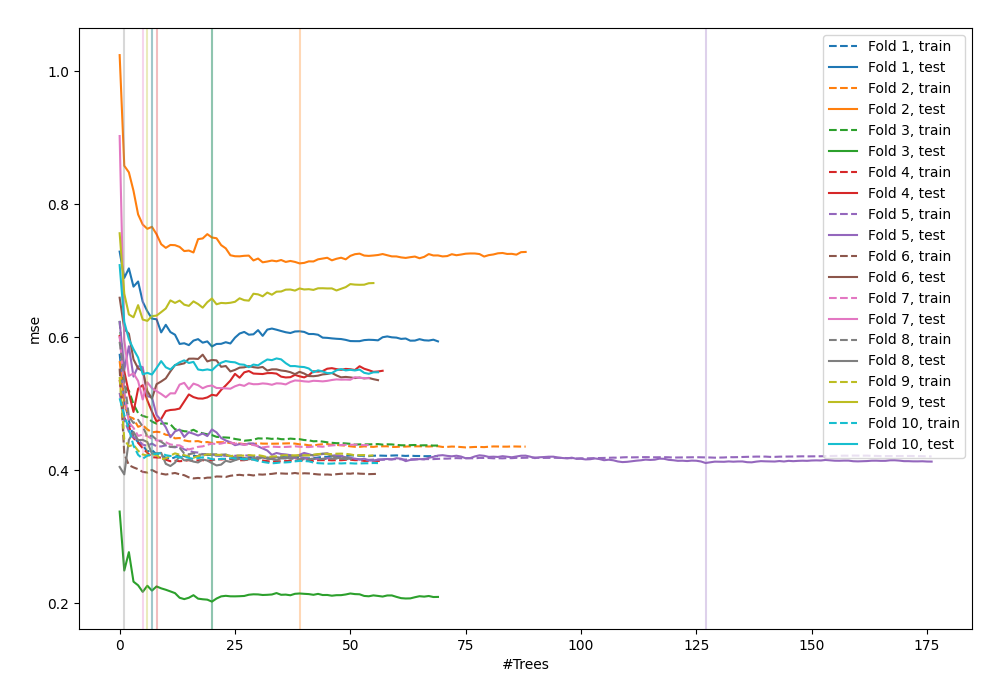 1.0
0.8
0.6
0.4
0.2
mse
0
25
50
75
100
125
150
175
#Trees
Fold 1, train
Fold 1, test
Fold 2, train
Fold 2, test
Fold 3, train
Fold 3, test
Fold 4, train
Fold 4, test
Fold 5, train
Fold 5, test
Fold 6, train
Fold 6, test
Fold 7, train
Fold 7, test
Fold 8, train
Fold 8, test
Fold 9, train
Fold 9, test
Fold 10, train
Fold 10, test